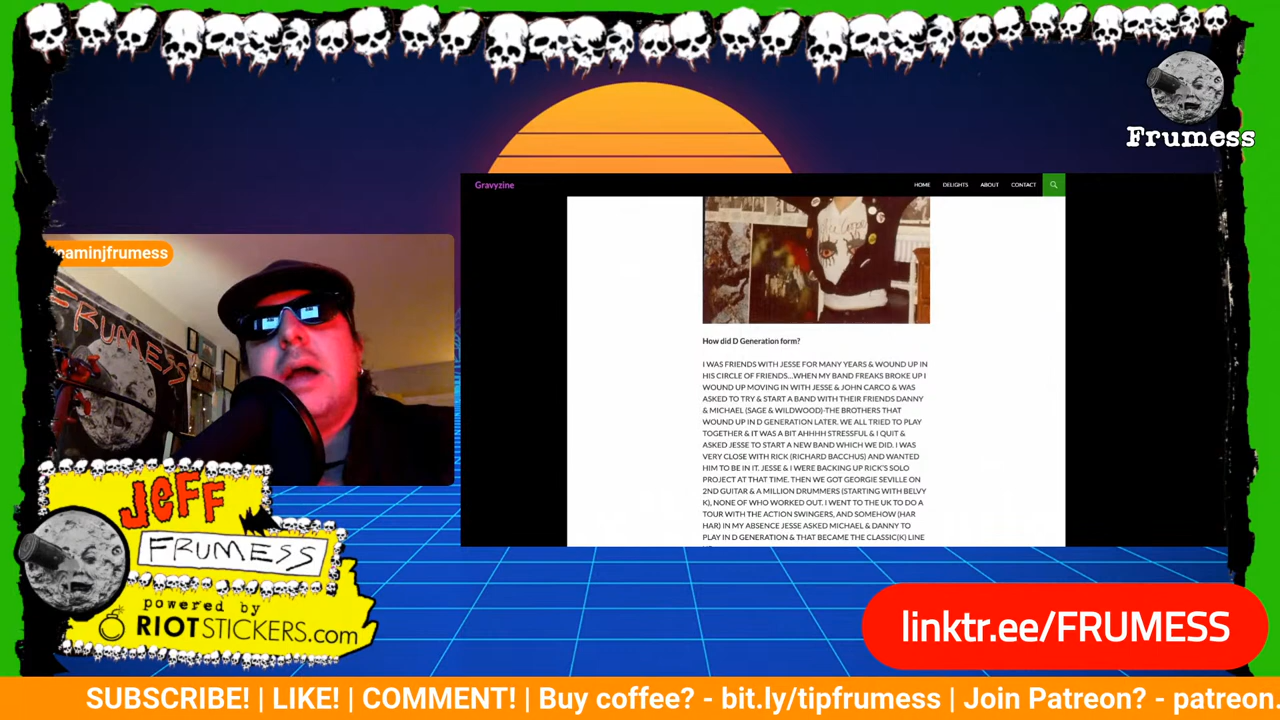 Frumess
Gravyzine
HOME DELIGHTS ABOUT CONTACT
aminjfrumess
FRUMESS
How did D Generation form?
I WAS FRIENDS WITH JESSE FOR MANY YEARS & WOUND UP IN
HIS CIRCLE OF FRIENDS...WHEN MY BAND FREAKS BROKE UP I
WOUND UP MOVING IN WITH JESSE & JOHN CARCO & WAS
ASKED TO TRY & START A BAND WITH THEIR FRIENDS DANNY
& MICHAEL (SAGE & WILDWOOD)-THE BROTHERS THAT
WOUND UP IN D GENERATION LATER. WE ALL TRIED TO PLAY
TOGETHER & IT WAS A BIT AHHHH STRESSFUL & I QUIT &
ASKED JESSE TO START A NEW BAND WHICH WE DID. I WAS
VERY CLOSE WITH RICK (RICHARD BACCHUS) AND WANTED
HIM TO BE IN IT. JESSE & I WERE BACKING UP RICK'S SOLO
PROJECT AT THAT TIME. THEN WE GOT GEORGIE SEVILLE ON
2ND GUITAR & A MILLION DRUMMERS (STARTING WITH BELVY
K), NONE OF WHO WORKED OUT. I WENT TO THE UK TO DO A
TOUR WITH THE ACTION SWINGERS, AND SOMEHOW (HAR
HAR) IN MY ABSENCE JESSE ASKED MICHAEL & DANNY TO
PLAY IN D GENERATION & THAT BECAME THE CLASSIC(K) LINE
JEFF
FRUMESS
powered by
RIOTSTICKERS.com
linktr.ee/FRUMESS
SUBSCRIBE! | LIKE! | COMMENT! | Buy coffee? - bit.ly/tipfrumess | Join Patreon? - patreon.